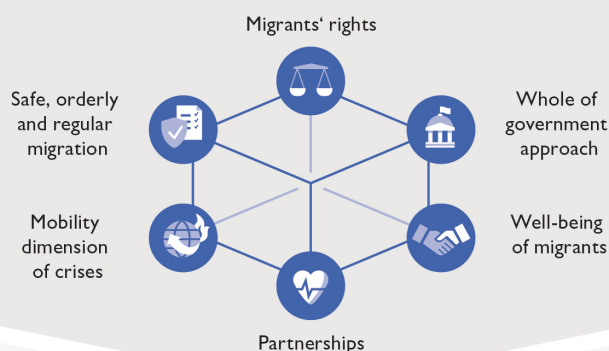 Migrants‘ rights
Safe, orderly
and regular
migration
Whole of
government
approach
Mobility
dimension
of crises
Well-being
of migrants
Partnerships